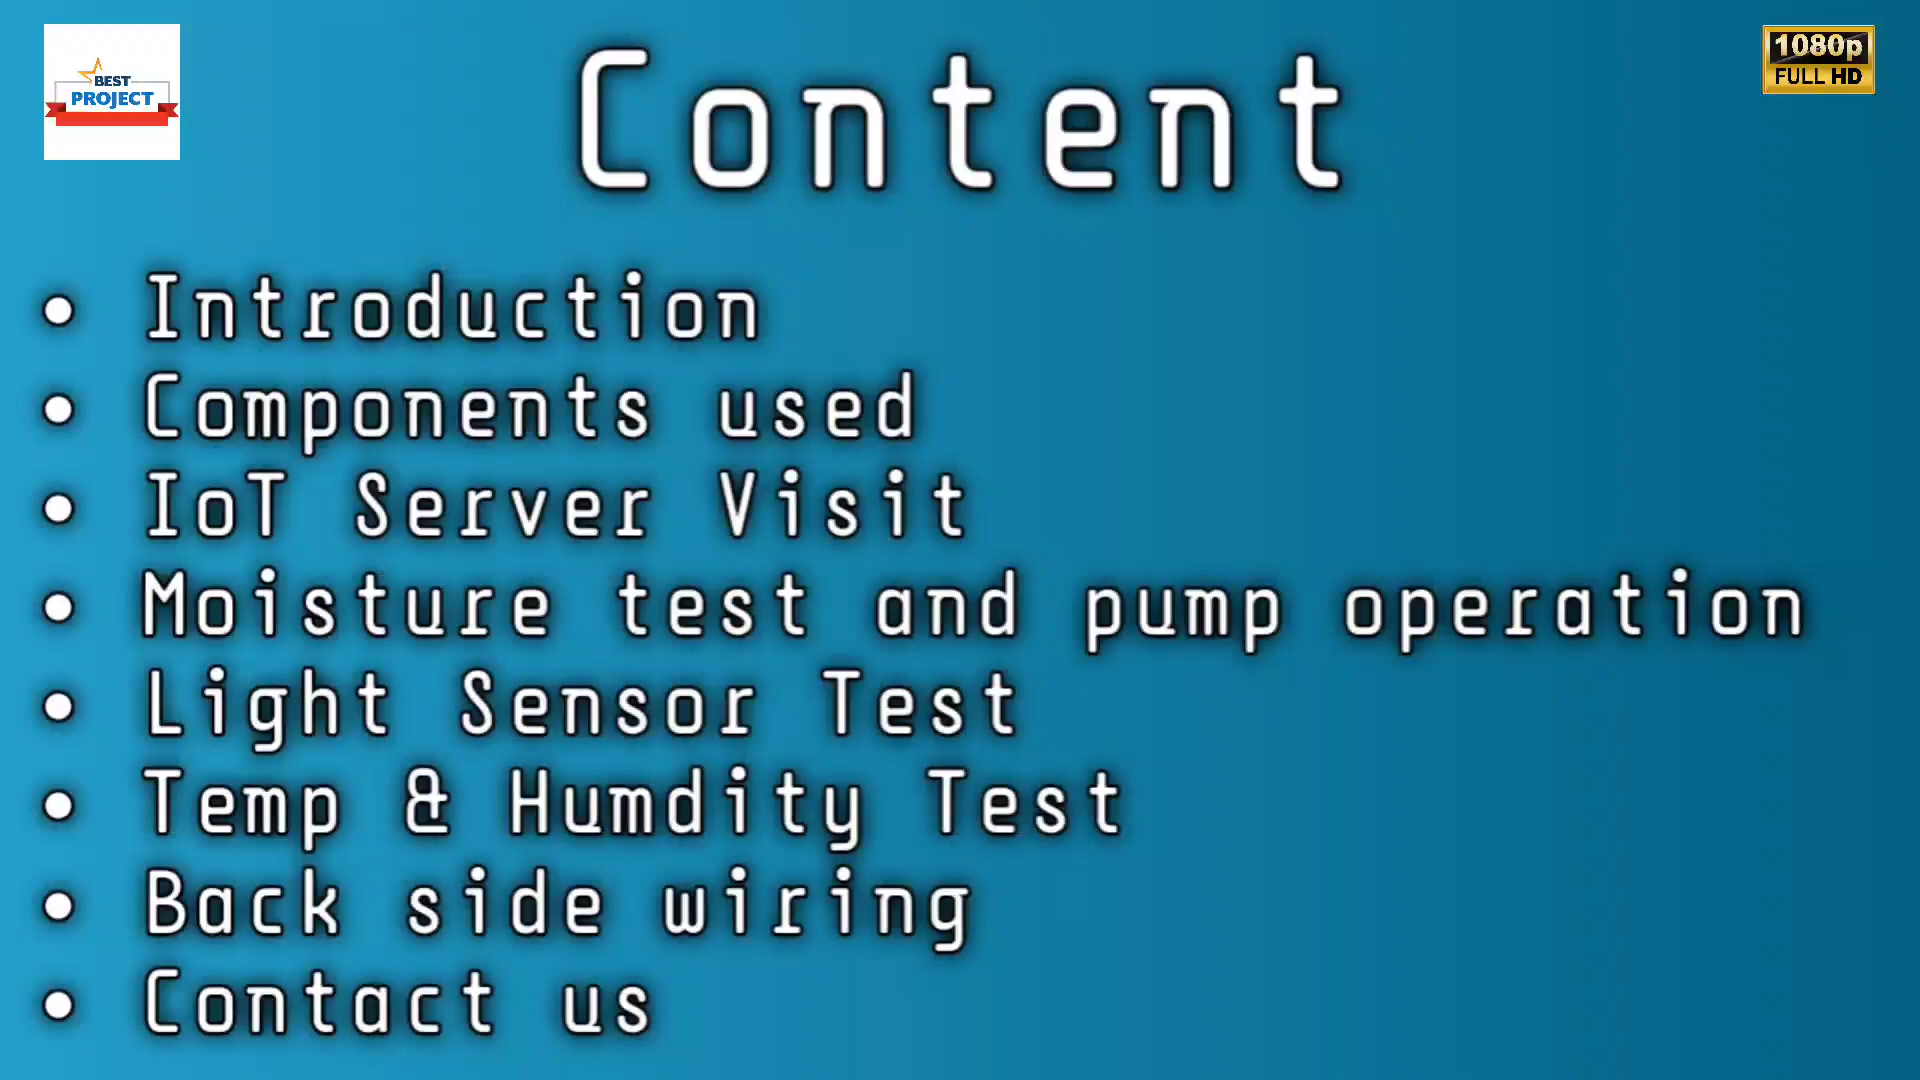 BEST
PROJECT
1080p
FULL HD
Content
• Introduction
• Components used
• IoT Server Visit
• Moisture test and pump operation
• Light Sensor Test
• Temp & Humdity Test
• Back side wiring
• Contact us